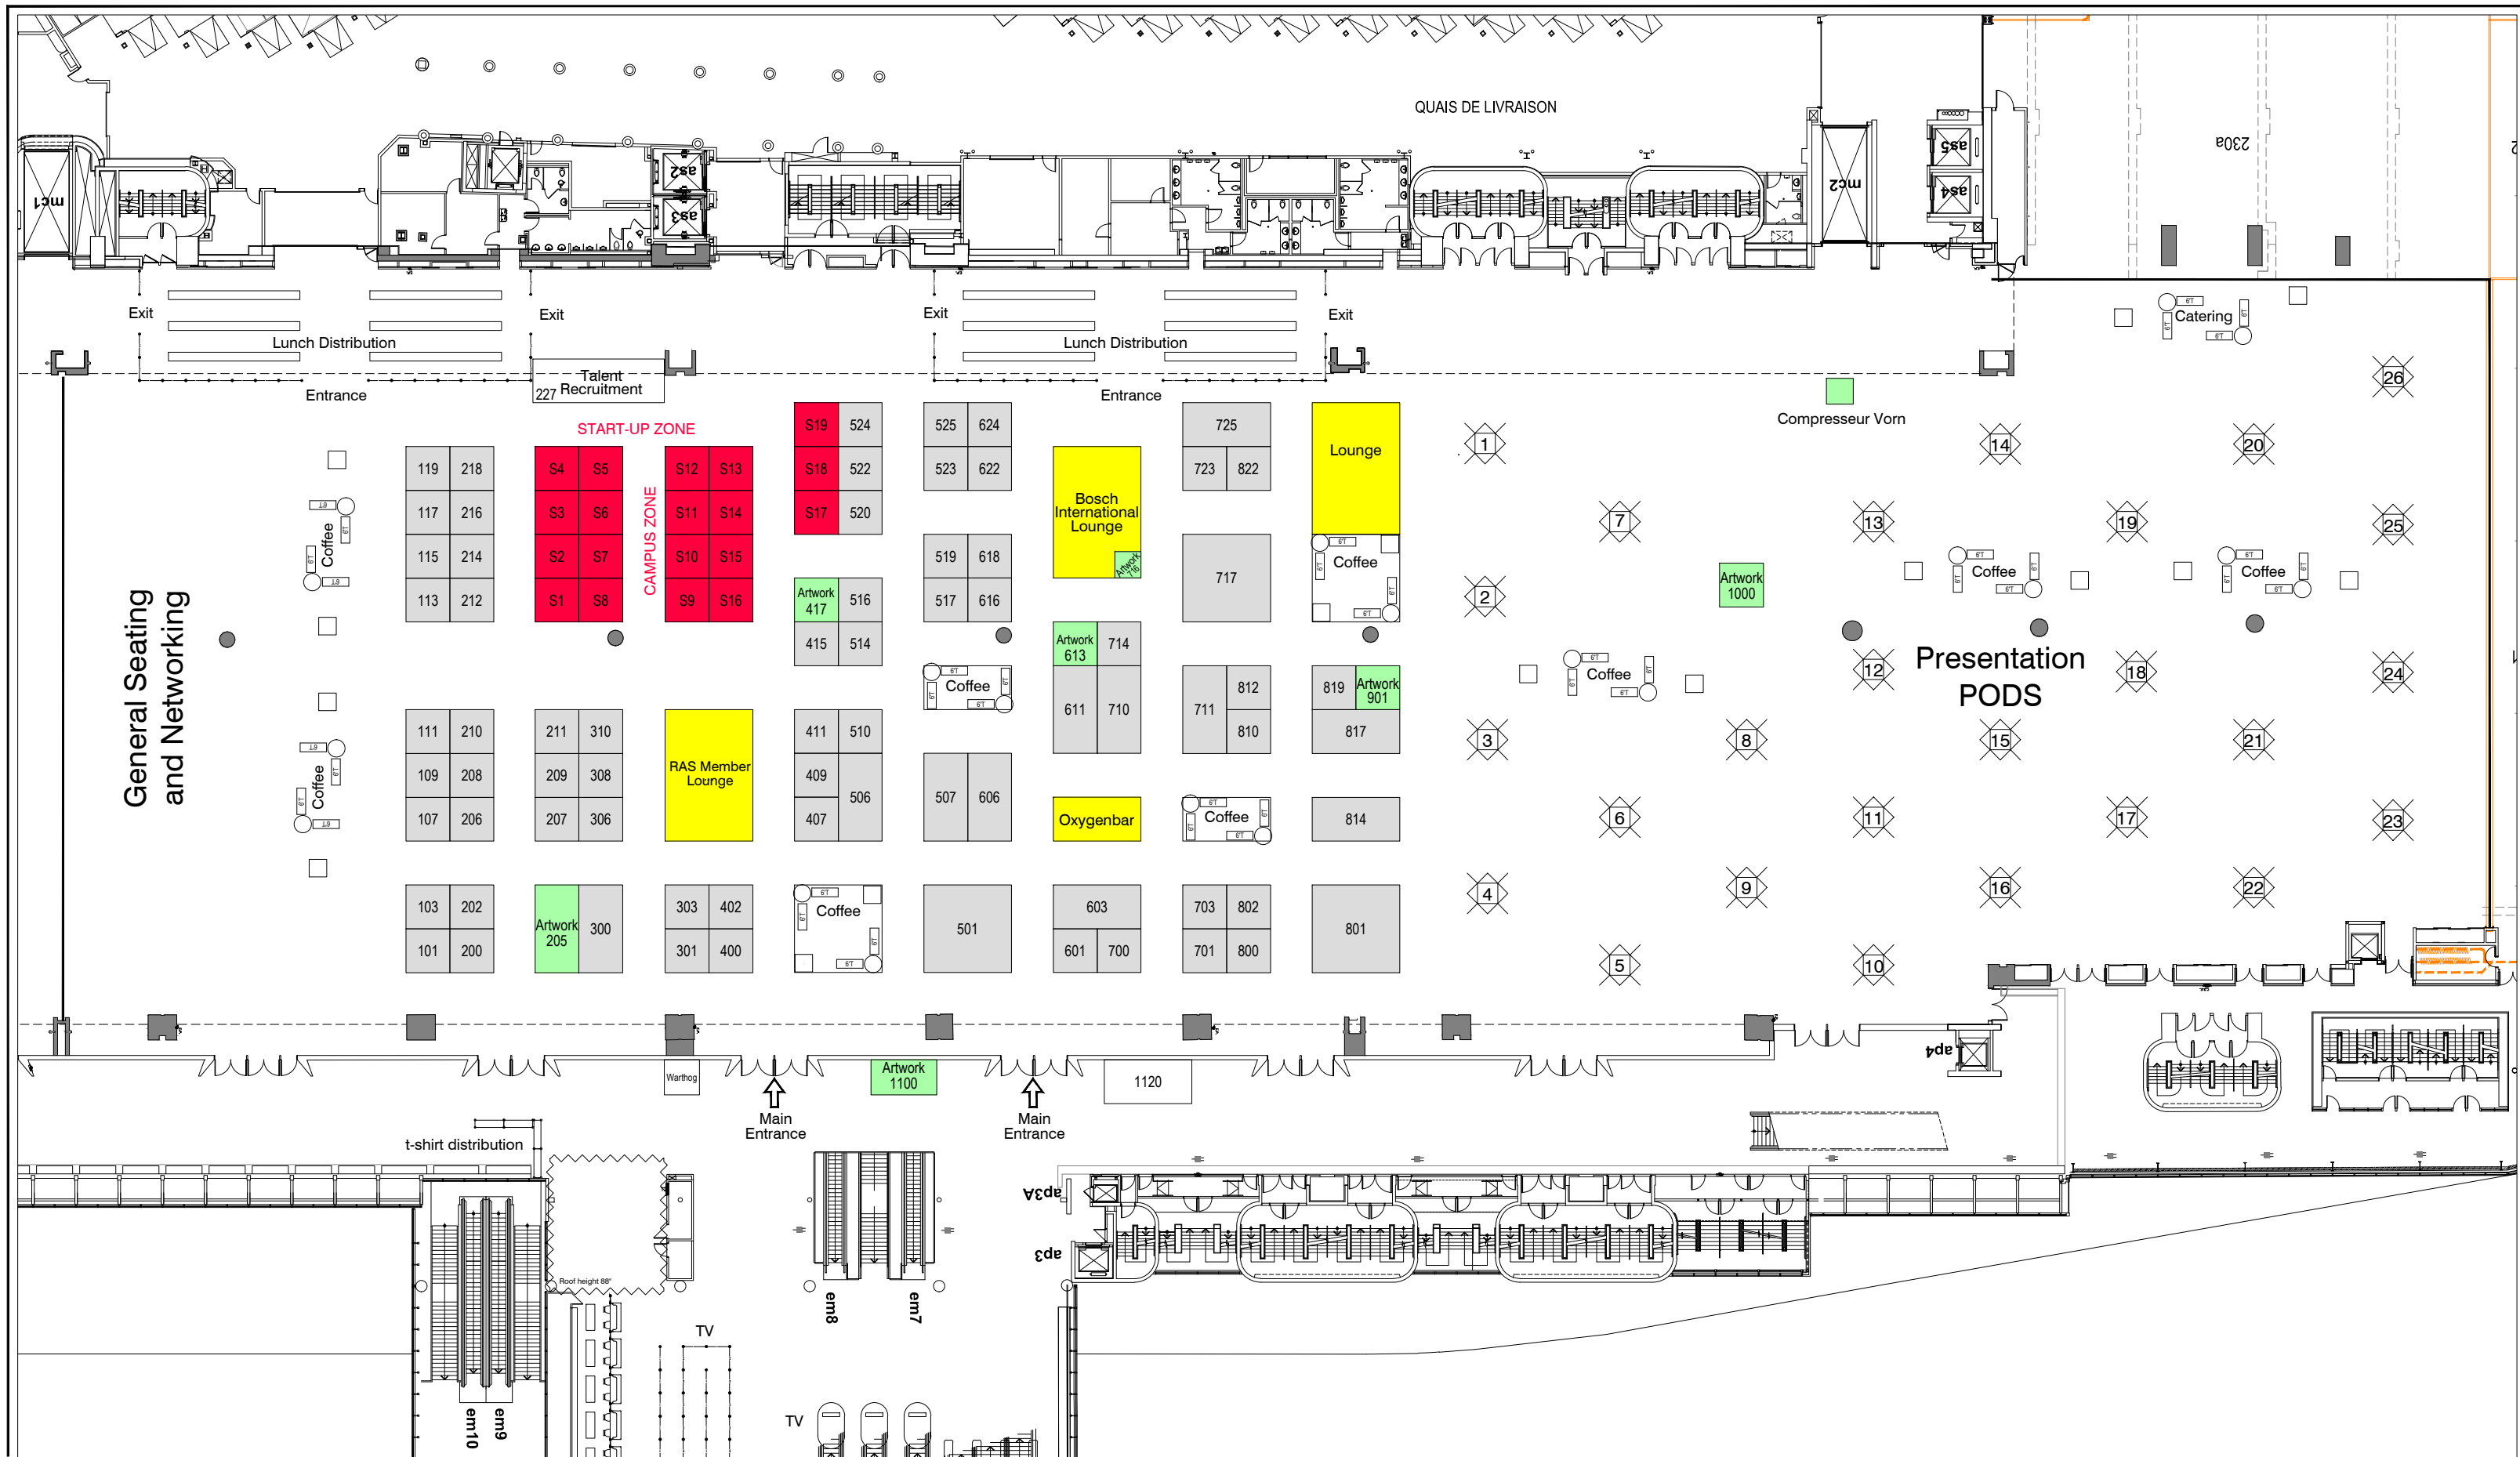 QUAIS DE LIVRAISON
230a
mc1
as2
as3
mc2
as5
as4
Exit
Exit
Exit
Exit
Lunch Distribution
Lunch Distribution
Catering
Talent
227 Recruitment
Entrance
Entrance
Compresseur Vorn
START-UP ZONE
CAMPUS ZONE
General Seating
and Networking
Coffee
Coffee
119 218
117 216
115 214
113 212
111 210
109 208
107 206
103 202
101 200
S4 S5
S3 S6
S2 S7
S1 S8
211 310
209 308
207 306
Artwork
205
300
S12 S13
S11 S14
S10 S15
S9 S16
RAS Member
Lounge
303 402
301 400
S19 524
S18 522
S17 520
Artwork
417
516
415 514
411 510
409
407
506
Coffee
525 624
523 622
519 618
517 616
Coffee
507 606
501
Bosch
International
Lounge
Artwork
716
Artwork
613
714
611 710
Oxygenbar
603
601 700
725
723 822
717
711
812
810
Coffee
703 802
701 800
Lounge
Coffee
819
Artwork
901
817
814
801
1
2
3
4
7
6
5
Coffee
Artwork
1000
8
9
13
12
11
10
14
Coffee
Presentation
PODS
15
16
19
18
17
20
Coffee
21
22
26
25
24
23
Warthog
Artwork
1100
1120
Main
Entrance
Main
Entrance
ap4
t-shirt distribution
ap3A
ap3
Roof height 88"
em8
em7
TV
TV
em10
em9